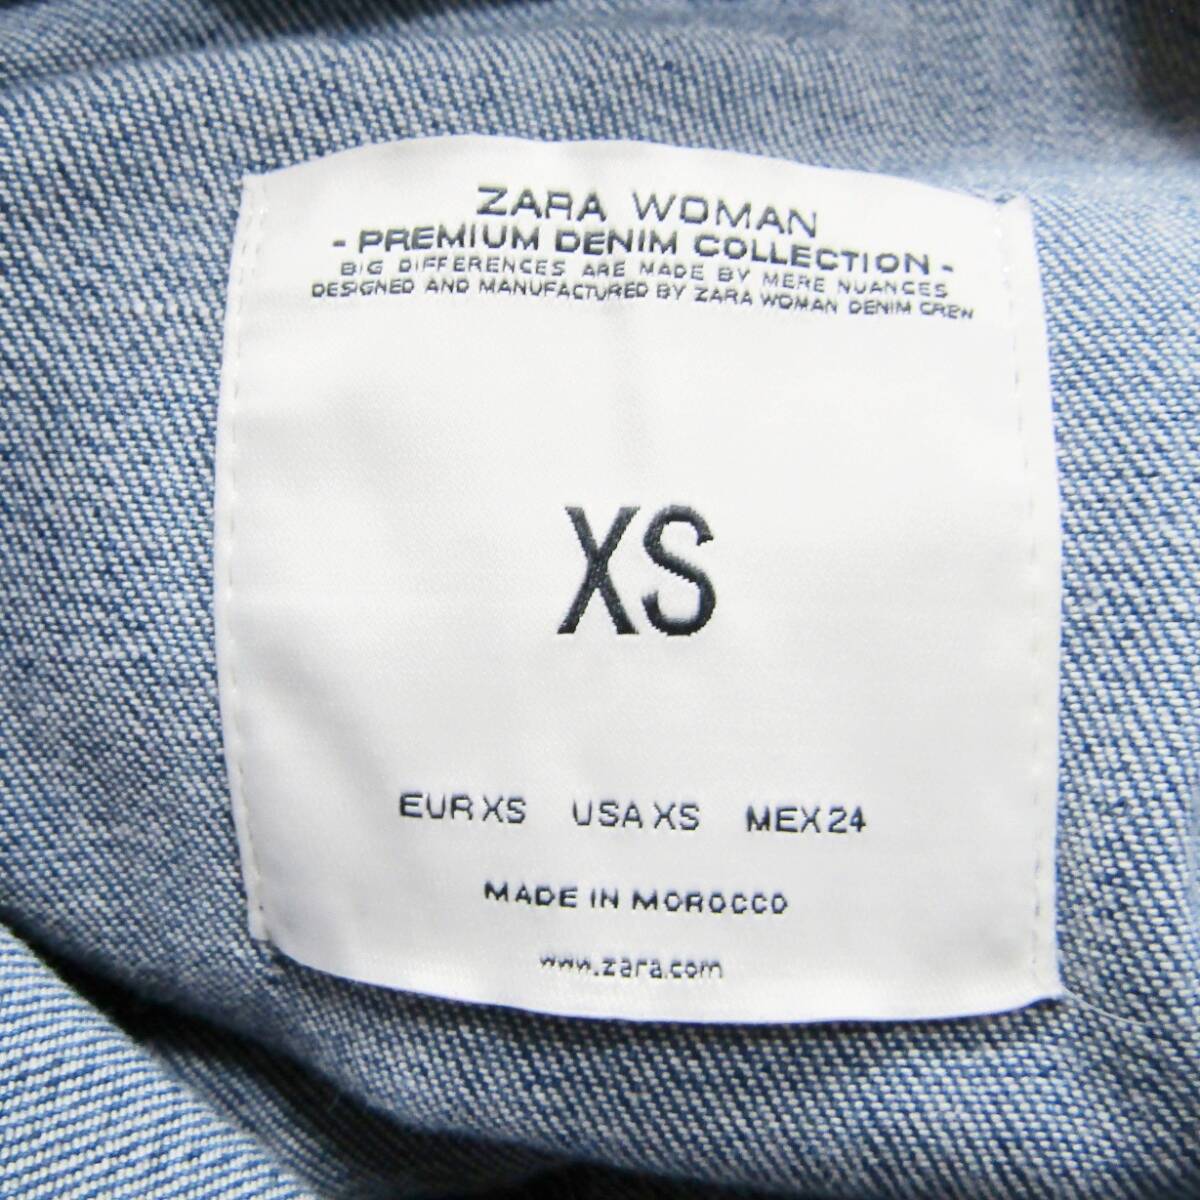 ZARA WOMAN
- PREMIUM DENIM COLLECTION -
BIG DIFFERENCES ARE MADE BY MERE NUANCES
DESIGNED AND MANUFACTURED BY ZARA WOMAN DENIM CREW
XS
EUR XS USA XS MEX 24
MADE IN MOROCCO
www.zara.com